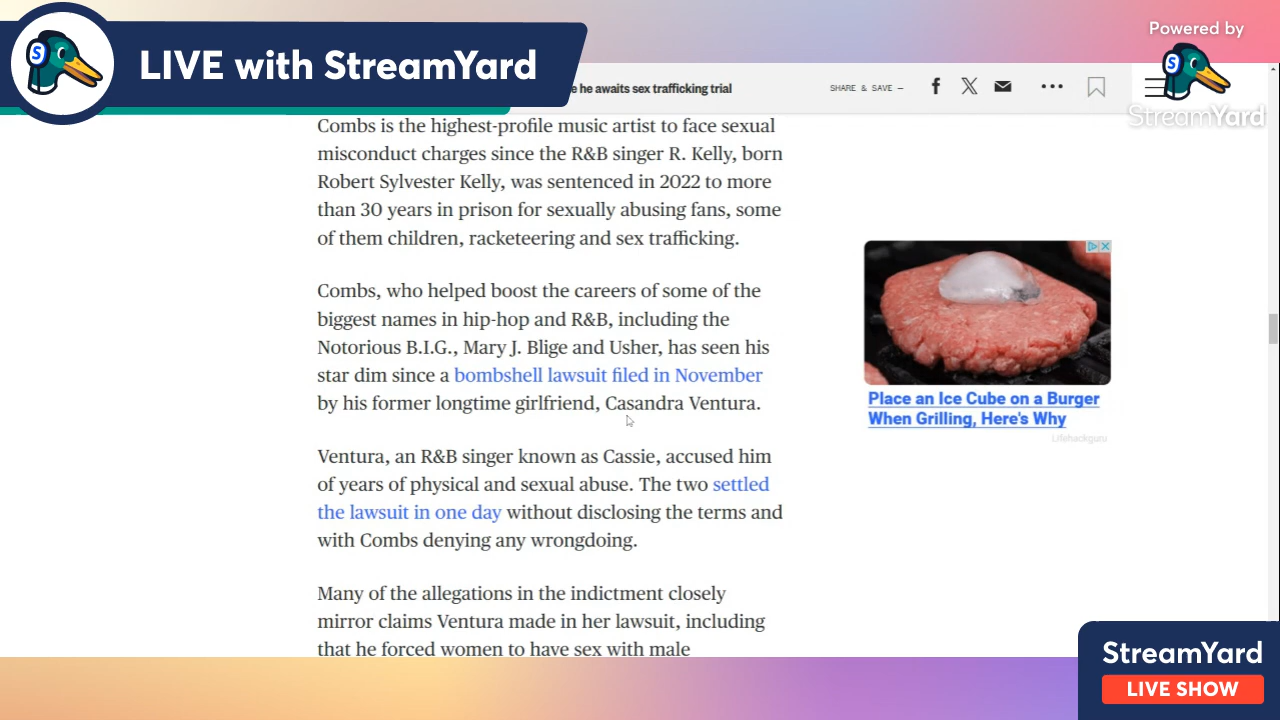 LIVE with StreamYard
Powered by
StreamYard
e he awaits sex trafficking trial
SHARE & SAVE —
Combs is the highest-profile music artist to face sexual
misconduct charges since the R&B singer R. Kelly, born
Robert Sylvester Kelly, was sentenced in 2022 to more
than 30 years in prison for sexually abusing fans, some
of them children, racketeering and sex trafficking.
Combs, who helped boost the careers of some of the
biggest names in hip-hop and R&B, including the
Notorious B.I.G., Mary J. Blige and Usher, has seen his
star dim since a bombshell lawsuit filed in November
by his former longtime girlfriend, Casandra Ventura.
Ventura, an R&B singer known as Cassie, accused him
of years of physical and sexual abuse. The two settled
the lawsuit in one day without disclosing the terms and
with Combs denying any wrongdoing.
Many of the allegations in the indictment closely
mirror claims Ventura made in her lawsuit, including
that he forced women to have sex with male
Place an Ice Cube on a Burger
When Grilling, Here's Why
Lifehackguru
StreamYard
LIVE SHOW